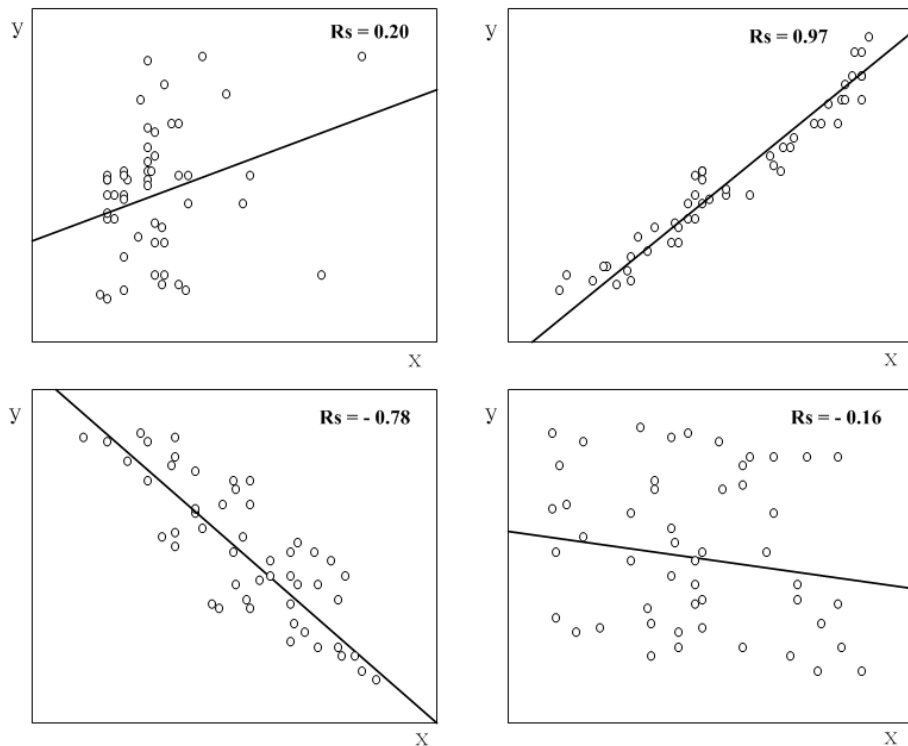 y
Rs = 0.20
x
y
Rs = 0.97
x
y
Rs = - 0.78
x
y
Rs = - 0.16
x